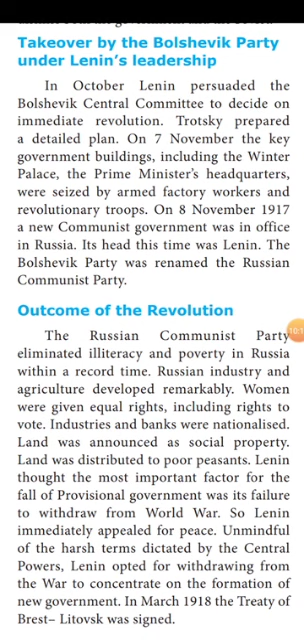 Takeover by the Bolshevik Party
under Lenin's leadership
In October Lenin persuaded the
Bolshevik Central Committee to decide on
immediate revolution. Trotsky prepared
a detailed plan. On 7 November the key
government buildings, including the Winter
Palace, the Prime Minister's headquarters,
were seized by armed factory workers and
revolutionary troops. On 8 November 1917
a new Communist government was in office
in Russia. Its head this time was Lenin. The
Bolshevik Party was renamed the Russian
Communist Party.
Outcome of the Revolution
The Russian Communist Party
eliminated illiteracy and poverty in Russia
within a record time. Russian industry and
agriculture developed remarkably. Women
were given equal rights, including rights to
vote. Industries and banks were nationalised.
Land was announced as social property.
Land was distributed to poor peasants. Lenin
thought the most important factor for the
fall of Provisional government was its failure
to withdraw from World War. So Lenin
immediately appealed for peace. Unmindful
of the harsh terms dictated by the Central
Powers, Lenin opted for withdrawing from
the War to concentrate on the formation of
new government. In March 1918 the Treaty of
Brest– Litovsk was signed.